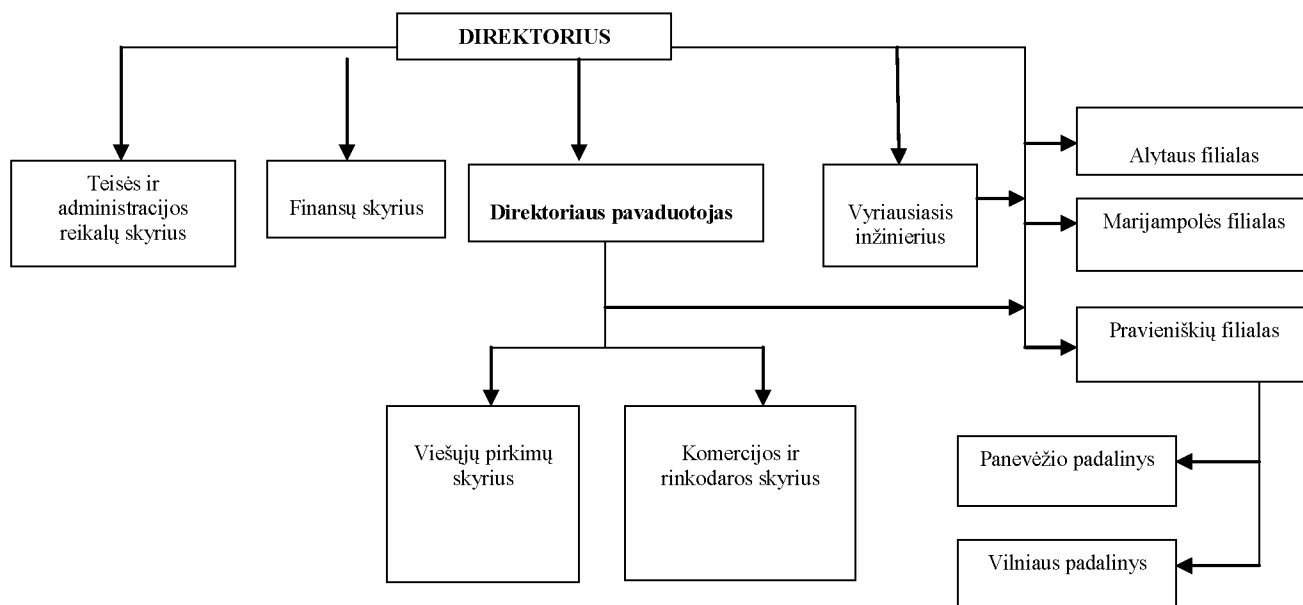 DIREKTORIUS
Teisės ir
administracijos
reikalų skyrius
Finansų skyrius
Direktoriaus pavaduotojas
Vyriausiasis
inžinierius
Alytaus filialas
Marijampolės filialas
Pravieniškių filialas
Viešųjų pirkimų
skyrius
Komercijos ir
rinkodaros skyrius
Panevėžio padalinys
Vilniaus padalinys